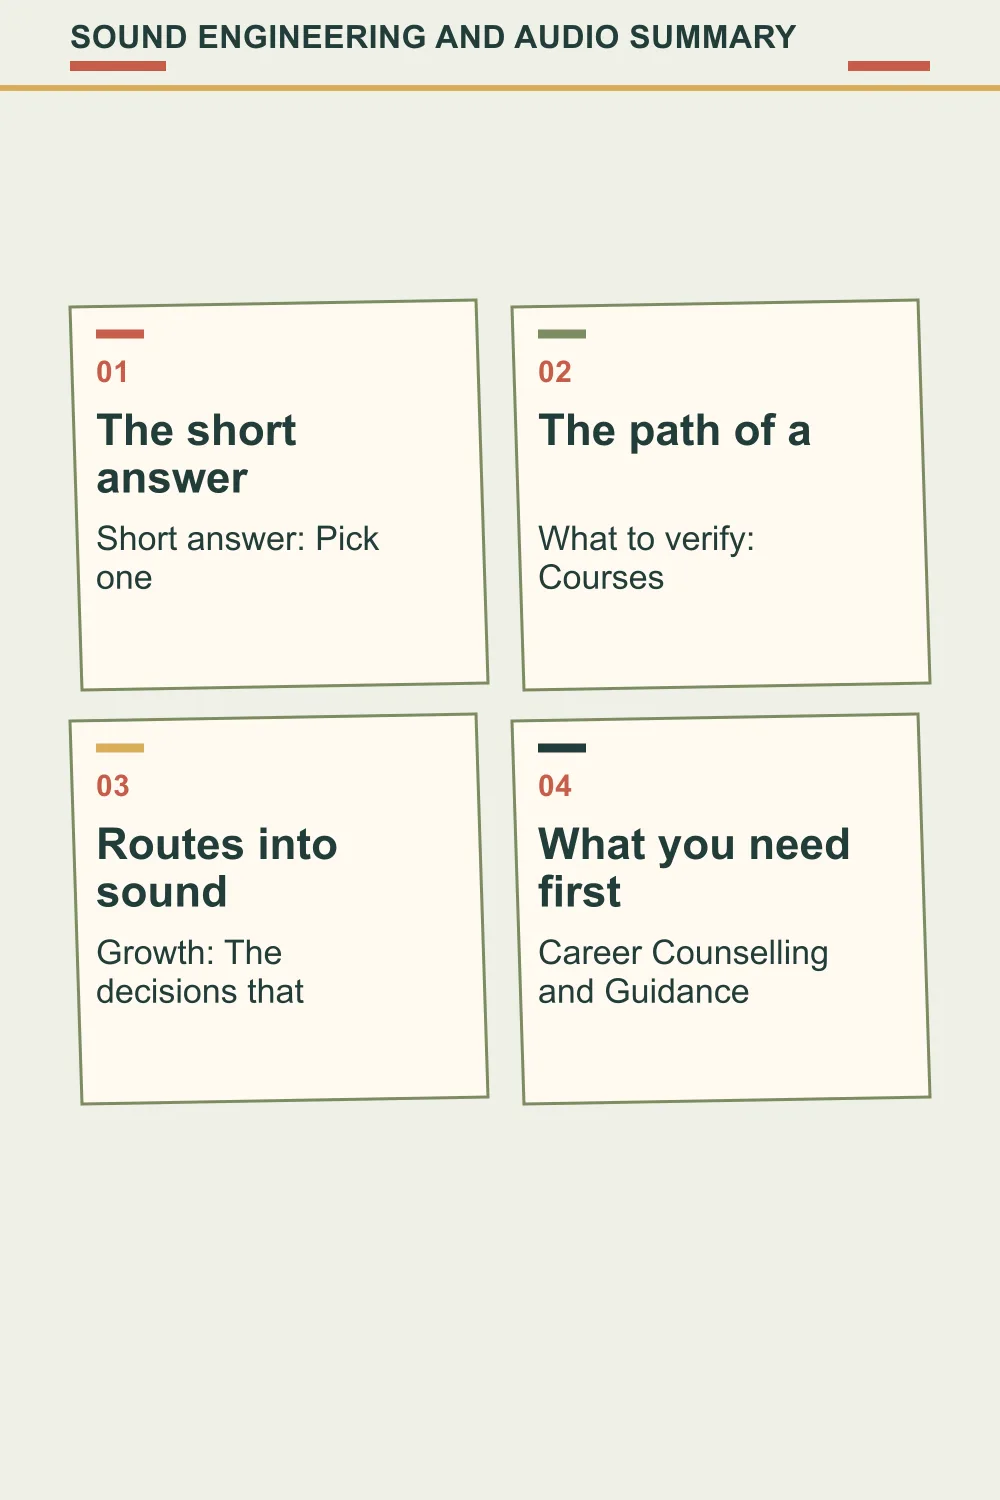 SOUND ENGINEERING AND AUDIO SUMMARY
01
The short
answer
Short answer: Pick
one
02
The path of a
What to verify:
Courses
03
Routes into
sound
Growth: The
decisions that
04
What you need
first
Career Counselling
and Guidance